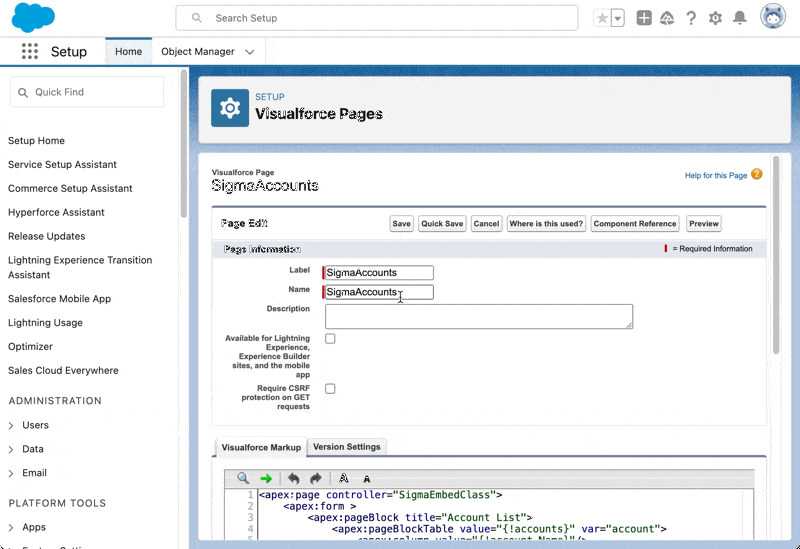 Search Setup
Setup
Home
Object Manager
Quick Find
Setup Home
Service Setup Assistant
Commerce Setup Assistant
Hyperforce Assistant
Release Updates
Lightning Experience Transition
Assistant
Salesforce Mobile App
Lightning Usage
Optimizer
Sales Cloud Everywhere
ADMINISTRATION
Users
Data
Email
PLATFORM TOOLS
Apps
SETUP
Visualforce Pages
Visualforce Page
SigmaAccounts
Help for this Page
Page Edit
Save
Quick Save
Cancel
Where is this used?
Component Reference
Preview
Page Information
= Required Information
Label
SigmaAccounts
Name
SigmaAccounts
Description
Available for Lightning
Experience,
Experience Builder
sites, and the mobile
app
Require CSRF
protection on GET
requests
Visualforce Markup
Version Settings
A
A
1 <apex:page controller="SigmaEmbedClass">
2 <apex:form >
3 <apex:pageBlock title="Account List">
4 <apex:pageBlockTable value="{!accounts}" var="account">